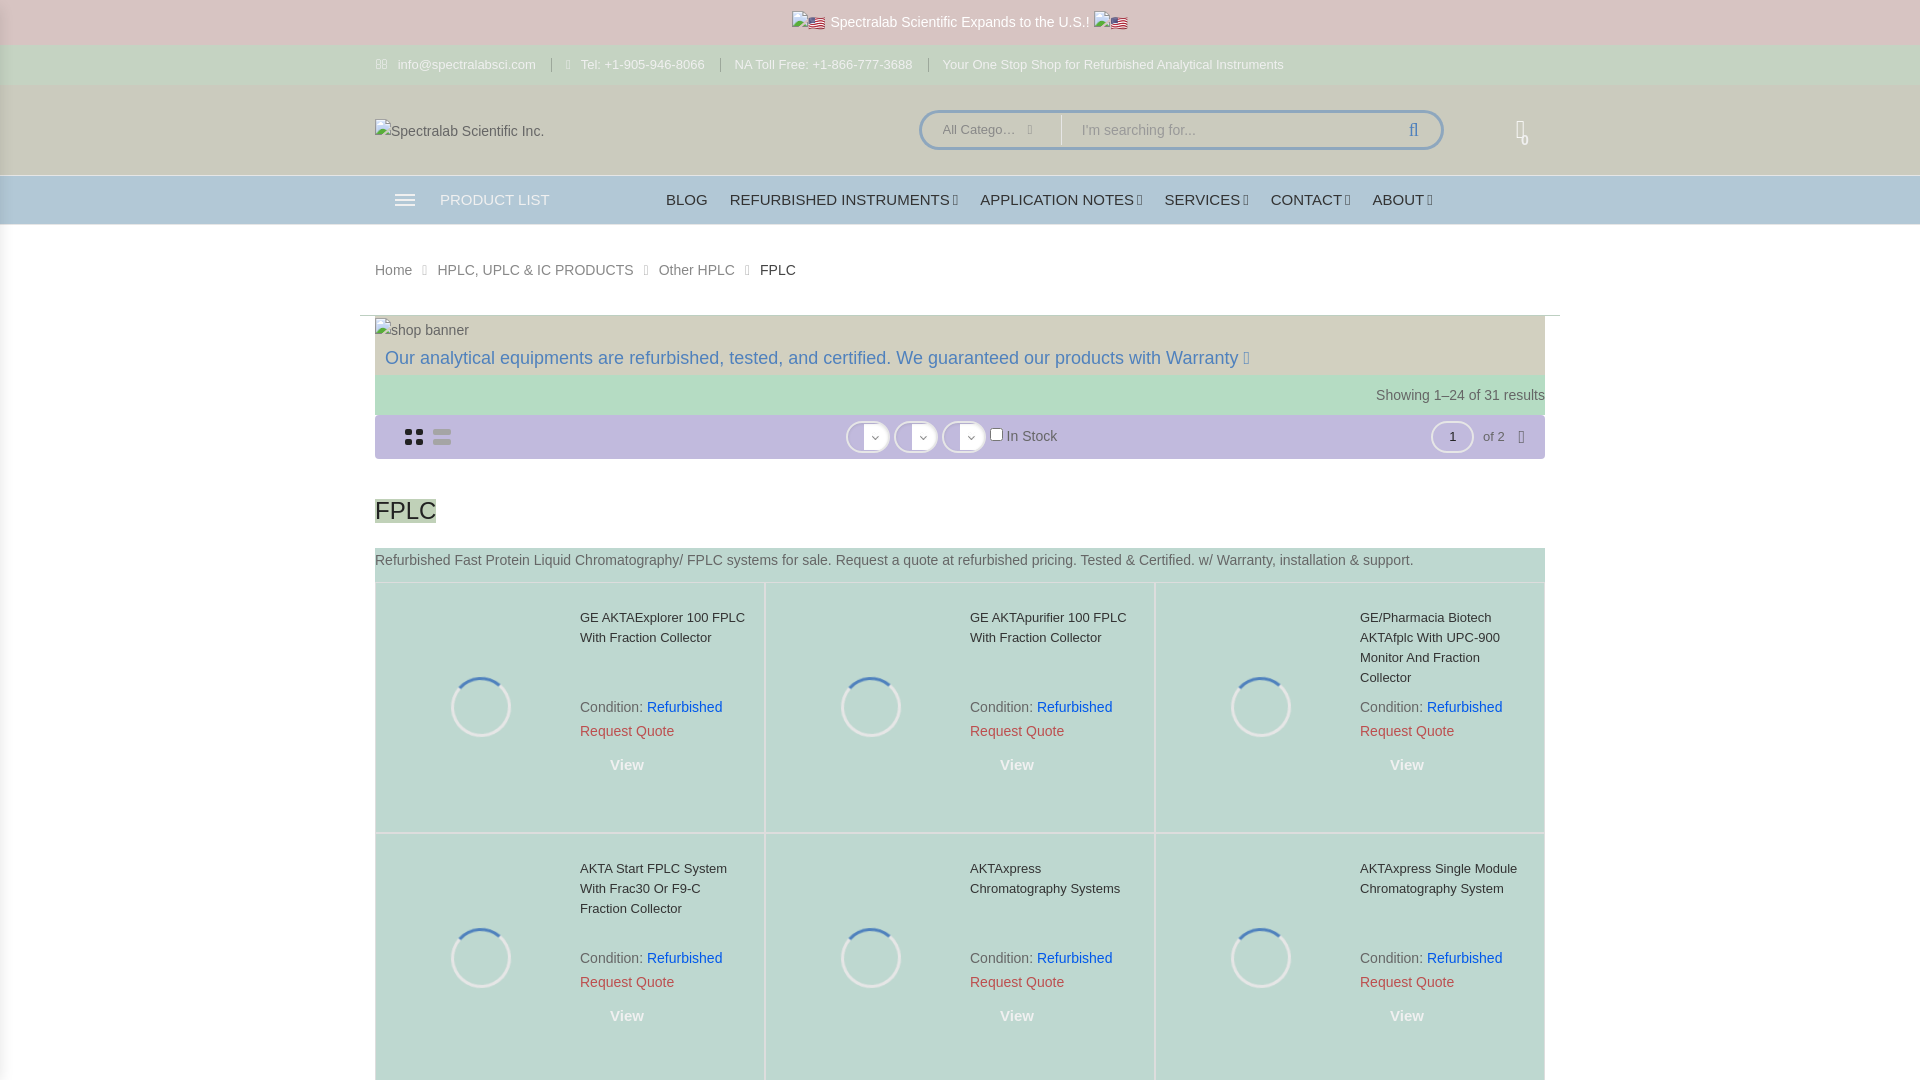 🇺🇸 Spectralab Scientific Expands to the U.S.! 🇺🇸
info@spectralabsci.com
Tel: +1-905-946-8066
NA Toll Free: +1-866-777-3688
Your One Stop Shop for Refurbished Analytical Instruments
Spectralab Scientific Inc.
All Catego…
I'm searching for...
0
PRODUCT LIST
BLOG
REFURBISHED INSTRUMENTS
APPLICATION NOTES
SERVICES
CONTACT
ABOUT
Home
HPLC, UPLC & IC PRODUCTS
Other HPLC
FPLC
shop banner
Our analytical equipments are refurbished, tested, and certified. We guaranteed our products with Warranty
Showing 1–24 of 31 results
In Stock
1
of 2
FPLC
Refurbished Fast Protein Liquid Chromatography/ FPLC systems for sale. Request a quote at refurbished pricing. Tested & Certified. w/ Warranty, installation & support.
GE AKTAExplorer 100 FPLC
With Fraction Collector
Condition: Refurbished
Request Quote
View
GE AKTApurifier 100 FPLC
With Fraction Collector
Condition: Refurbished
Request Quote
View
GE/Pharmacia Biotech
AKTAfplc With UPC-900
Monitor And Fraction
Collector
Condition: Refurbished
Request Quote
View
AKTA Start FPLC System
With Frac30 Or F9-C
Fraction Collector
Condition: Refurbished
Request Quote
View
AKTAxpress
Chromatography Systems
Condition: Refurbished
Request Quote
View
AKTAxpress Single Module
Chromatography System
Condition: Refurbished
Request Quote
View